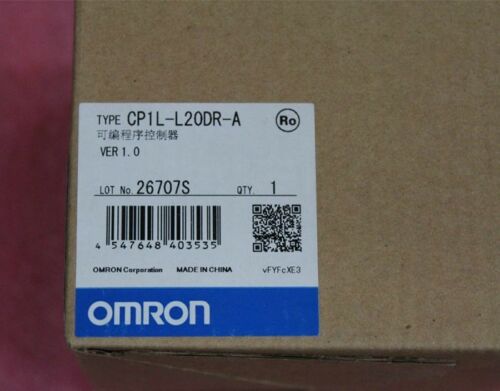 TYPE CP1L-L20DR-A Ro
可编程序控制器
VER 1.0
LOT No. 26707S QTY. 1
4 547648 403535
OMRON Corporation MADE IN CHINA vFYFcXE3
OMRON